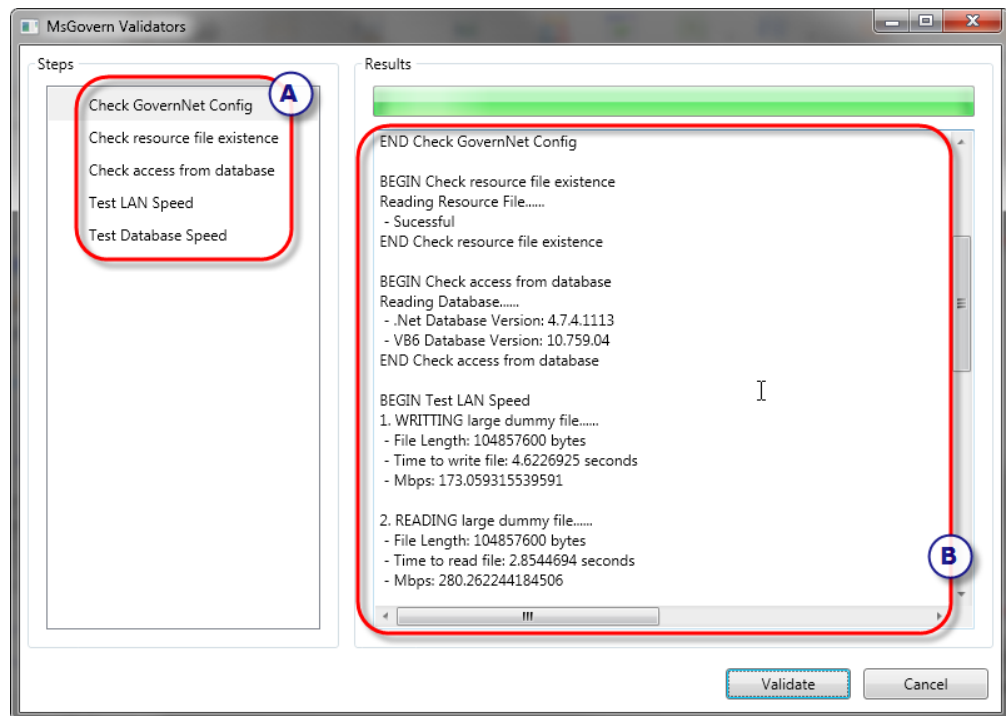 MsGovern Validators
Steps
Check GovernNet Config
A
Check resource file existence
Check access from database
Test LAN Speed
Test Database Speed
Results
END Check GovernNet Config
BEGIN Check resource file existence
Reading Resource File......
- Sucessful
END Check resource file existence
BEGIN Check access from database
Reading Database......
- .Net Database Version: 4.7.4.1113
- VB6 Database Version: 10.759.04
END Check access from database
BEGIN Test LAN Speed
1. WRITTING large dummy file......
- File Length: 104857600 bytes
- Time to write file: 4.6226925 seconds
- Mbps: 173.059315539591
2. READING large dummy file......
- File Length: 104857600 bytes
- Time to read file: 2.8544694 seconds
- Mbps: 280.262244184506
B
Validate
Cancel